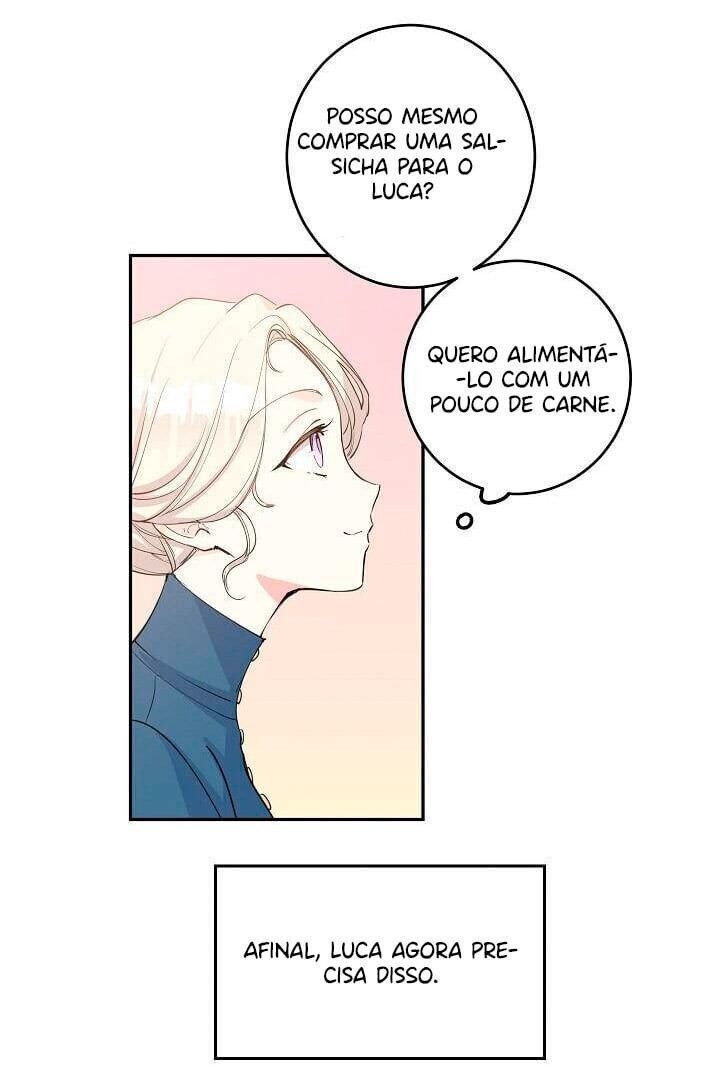 POSSO MESMO
COMPRAR UMA SAL-
SICHA PARA O
LUCA?
QUERO ALIMENTÁ-
-LO COM UM
POUCO DE CARNE.
AFINAL, LUCA AGORA PRE-
CISA DISSO.